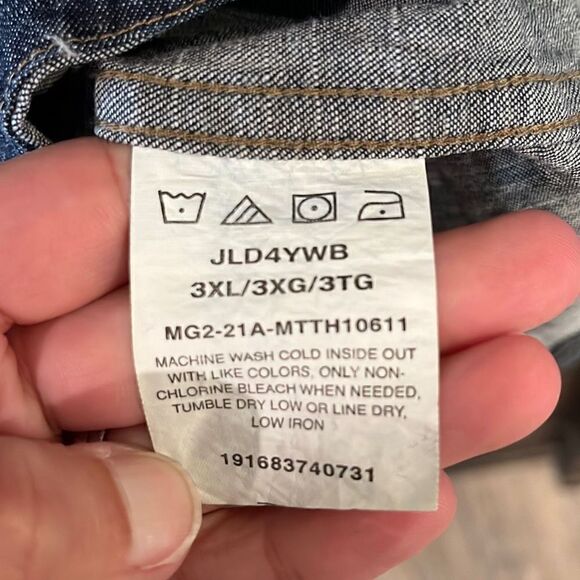 JLD4YWB
3XL/3XG/3TG
MG2-21A-MTTH10611
MACHINE WASH COLD INSIDE OUT
WITH LIKE COLORS, ONLY NON-
CHLORINE BLEACH WHEN NEEDED,
TUMBLE DRY LOW OR LINE DRY,
LOW IRON
191683740731